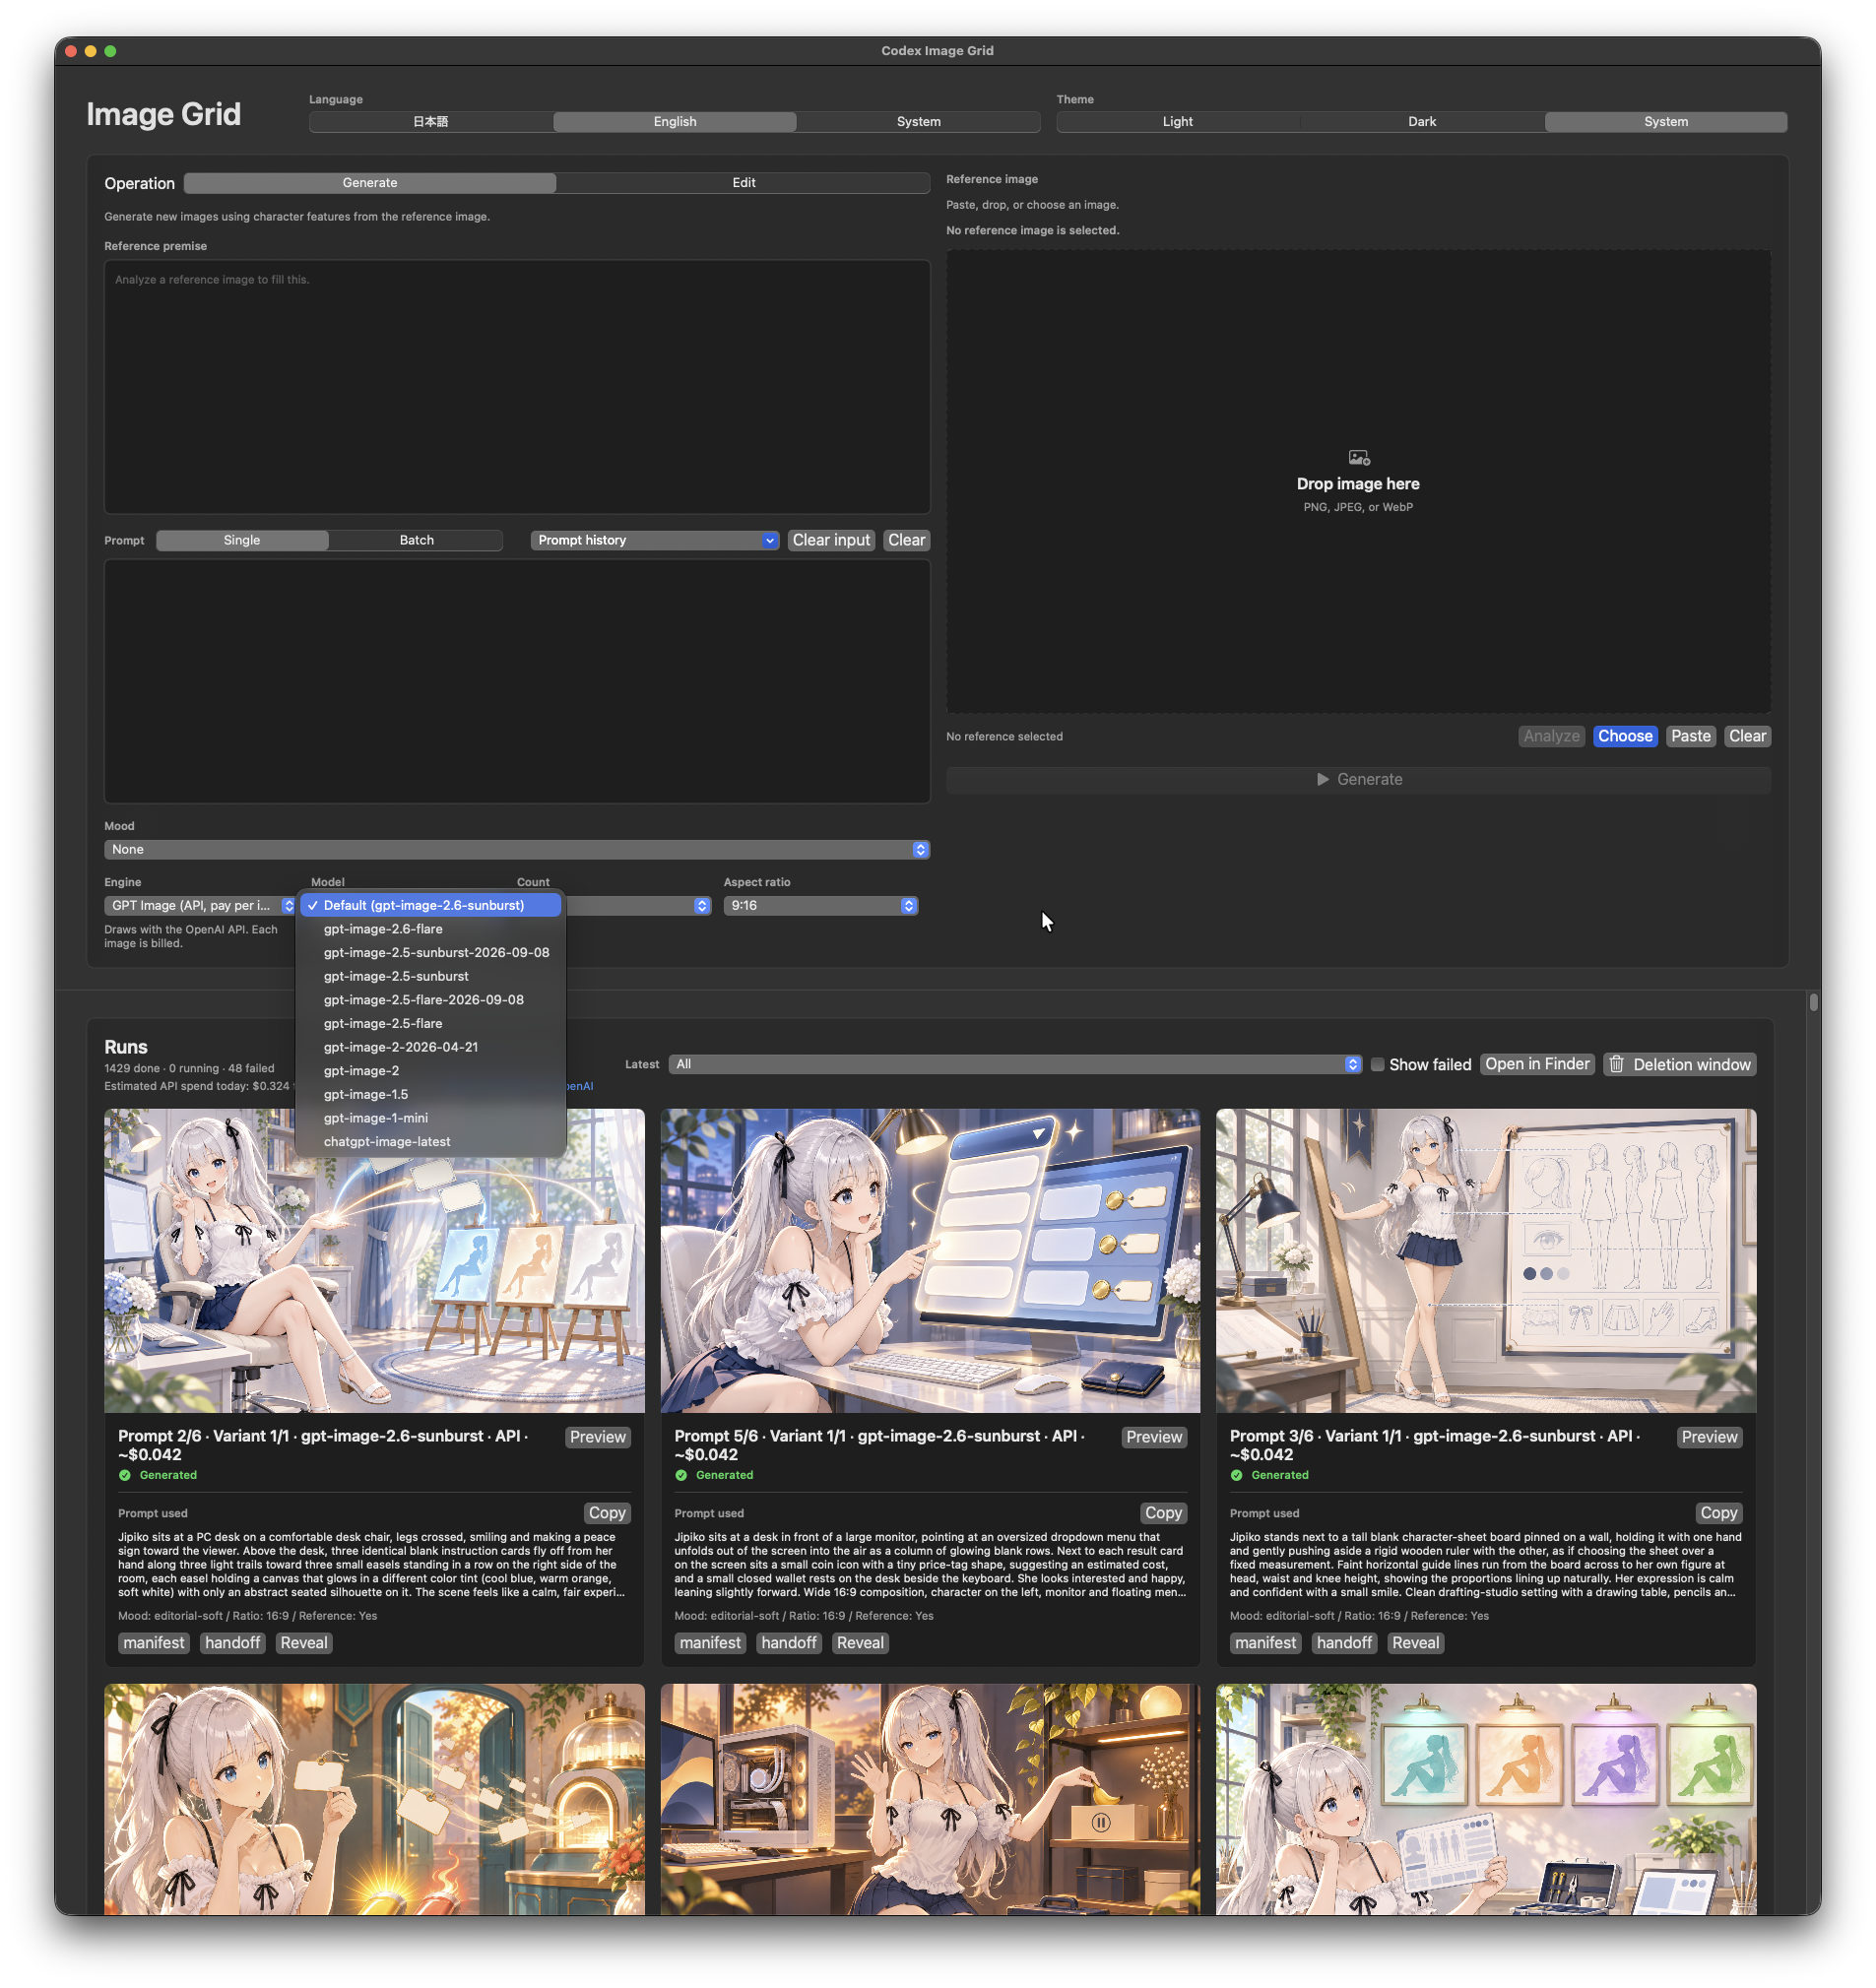 Codex Image Grid
Image Grid
Language
日本語
English
System
Theme
Light
Dark
System
Operation
Generate
Edit
Generate new images using character features from the reference image.
Reference premise
Analyze a reference image to fill this.
Prompt
Single
Batch
Prompt history
Clear input
Clear
Mood
None
Engine
Model
Count
Aspect ratio
GPT Image (API, pay per i...
✓ Default (gpt-image-2.6-sunburst)
9:16
Draws with the OpenAI API. Each
image is billed.
gpt-image-2.6-flare
gpt-image-2.5-sunburst-2026-09-08
gpt-image-2.5-sunburst
gpt-image-2.5-flare-2026-09-08
gpt-image-2.5-flare
gpt-image-2-2026-04-21
gpt-image-2
gpt-image-1.5
gpt-image-1-mini
chatgpt-image-latest
Reference image
Paste, drop, or choose an image.
No reference image is selected.
Drop image here
PNG, JPEG, or WebP
No reference selected
Analyze
Choose
Paste
Clear
Generate
Runs
1429 done · 0 running · 48 failed
Estimated API spend today: $0.324
Latest
All
Show failed
Open in Finder
Deletion window
Prompt 2/6 · Variant 1/1 · gpt-image-2.6-sunburst · API ·
~$0.042
Preview
Generated
Prompt used
Copy
Jipiko sits at a PC desk on a comfortable desk chair, legs crossed, smiling and making a peace
sign toward the viewer. Above the desk, three identical blank instruction cards fly off from her
hand along three light trails toward three small easels standing in a row on the right side of the
room, each easel holding a canvas that glows in a different color tint (cool blue, warm orange,
soft white) with only an abstract seated silhouette on it. The scene feels like a calm, fair experi...
Mood: editorial-soft / Ratio: 16:9 / Reference: Yes
manifest
handoff
Reveal
Prompt 5/6 · Variant 1/1 · gpt-image-2.6-sunburst · API ·
~$0.042
Preview
Generated
Prompt used
Copy
Jipiko sits at a desk in front of a large monitor, pointing at an oversized dropdown menu that
unfolds out of the screen into the air as a column of glowing blank rows. Next to each result card
on the screen sits a small coin icon with a tiny price-tag shape, suggesting an estimated cost,
and a small closed wallet rests on the desk beside the keyboard. She looks interested and happy,
leaning slightly forward. Wide 16:9 composition, character on the left, monitor and floating men...
Mood: editorial-soft / Ratio: 16:9 / Reference: Yes
manifest
handoff
Reveal
Prompt 3/6 · Variant 1/1 · gpt-image-2.6-sunburst · API ·
~$0.042
Preview
Generated
Prompt used
Copy
Jipiko stands next to a tall blank character-sheet board pinned on a wall, holding it with one hand
and gently pushing aside a rigid wooden ruler with the other, as if choosing the sheet over a
fixed measurement. Faint horizontal guide lines run from the board across to her own figure at
head, waist and knee height, showing the proportions lining up naturally. Her expression is calm
and confident with a small smile. Clean drafting-studio setting with a drawing table, pencils an...
Mood: editorial-soft / Ratio: 16:9 / Reference: Yes
manifest
handoff
Reveal